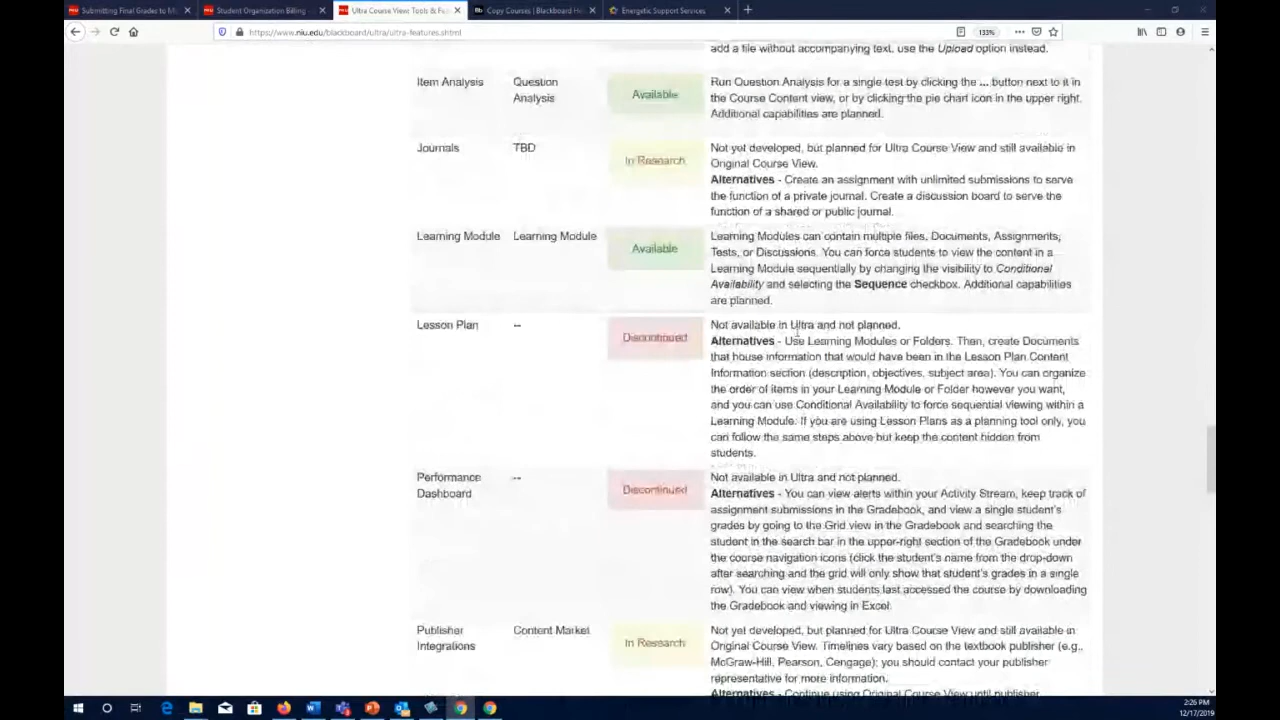 Submitting Final Grades to M
Student Organization Billing -
Ultra Course View: Tools & Fe
Copy Courses | Blackboard He
Energetic Support Services
https://www.niu.edu/blackboard/ultra/ultra-features.shtml
133%
add a file without accompanying text, use the Upload option instead.
Item Analysis
Question
Analysis
Available
Run Question Analysis for a single test by clicking the ... button next to it in
the Course Content view, or by clicking the pie chart icon in the upper right.
Additional capabilities are planned.
Journals
TBD
In Research
Not yet developed, but planned for Ultra Course View and still available in
Original Course View.
Alternatives - Create an assignment with unlimited submissions to serve
the function of a private journal. Create a discussion board to serve the
function of a shared or public journal.
Learning Module
Learning Module
Available
Learning Modules can contain multiple files, Documents, Assignments,
Tests, or Discussions. You can force students to view the content in a
Learning Module sequentially by changing the visibility to Conditional
Availability and selecting the Sequence checkbox. Additional capabilities
are planned.
Lesson Plan
--
Discontinued
Not available in Ultra and not planned.
Alternatives - Use Learning Modules or Folders. Then, create Documents
that house information that would have been in the Lesson Plan Content
Information section (description, objectives, subject area). You can organize
the order of items in your Learning Module or Folder however you want,
and you can use Conditional Availability to force sequential viewing within a
Learning Module. If you are using Lesson Plans as a planning tool only, you
can follow the same steps above but keep the content hidden from
students.
Performance
Dashboard
--
Discontinued
Not available in Ultra and not planned.
Alternatives - You can view alerts within your Activity Stream, keep track of
assignment submissions in the Gradebook, and view a single student's
grades by going to the Grid view in the Gradebook and searching the
student in the search bar in the upper-right section of the Gradebook under
the course navigation icons (click the student's name from the drop-down
after searching and the grid will only show that student's grades in a single
row). You can view when students last accessed the course by downloading
the Gradebook and viewing in Excel.
Publisher
Integrations
Content Market
In Research
Not yet developed, but planned for Ultra Course View and still available in
Original Course View. Timelines vary based on the textbook publisher (e.g.,
McGraw-Hill, Pearson, Cengage); you should contact your publisher
representative for more information.
Alternatives - Continue using Original Course View until publisher
2:26 PM
12/17/2019